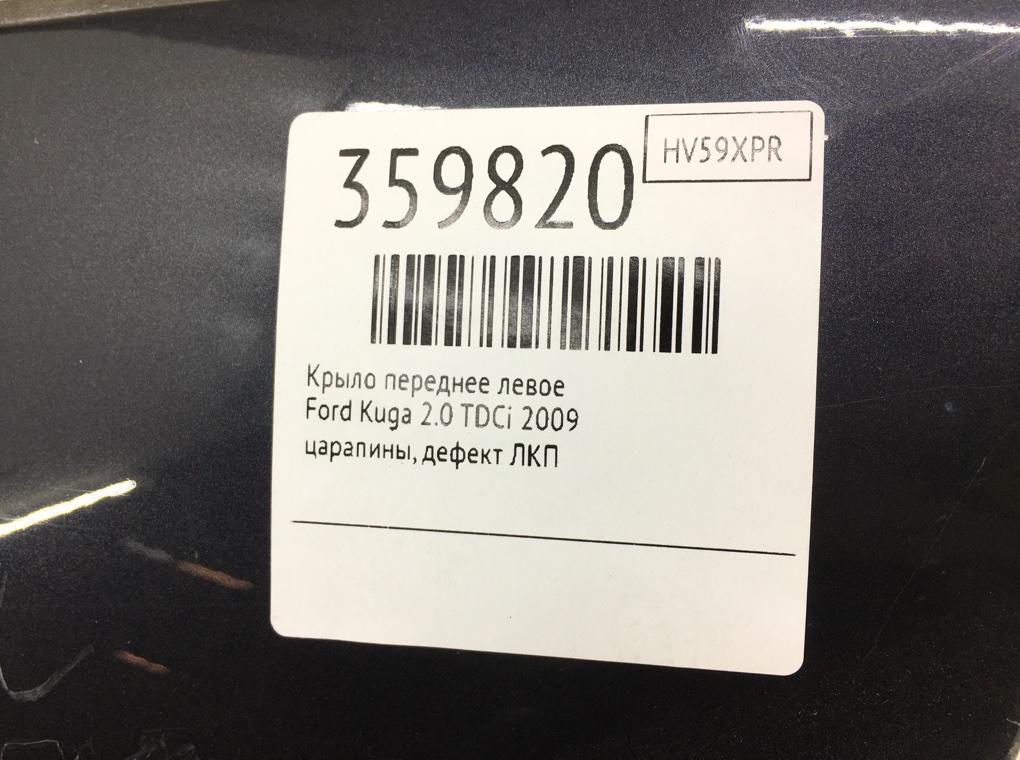 359820
HV59XPR
Крыло переднее левое
Ford Kuga 2.0 TDCi 2009
царапины, дефект ЛКП